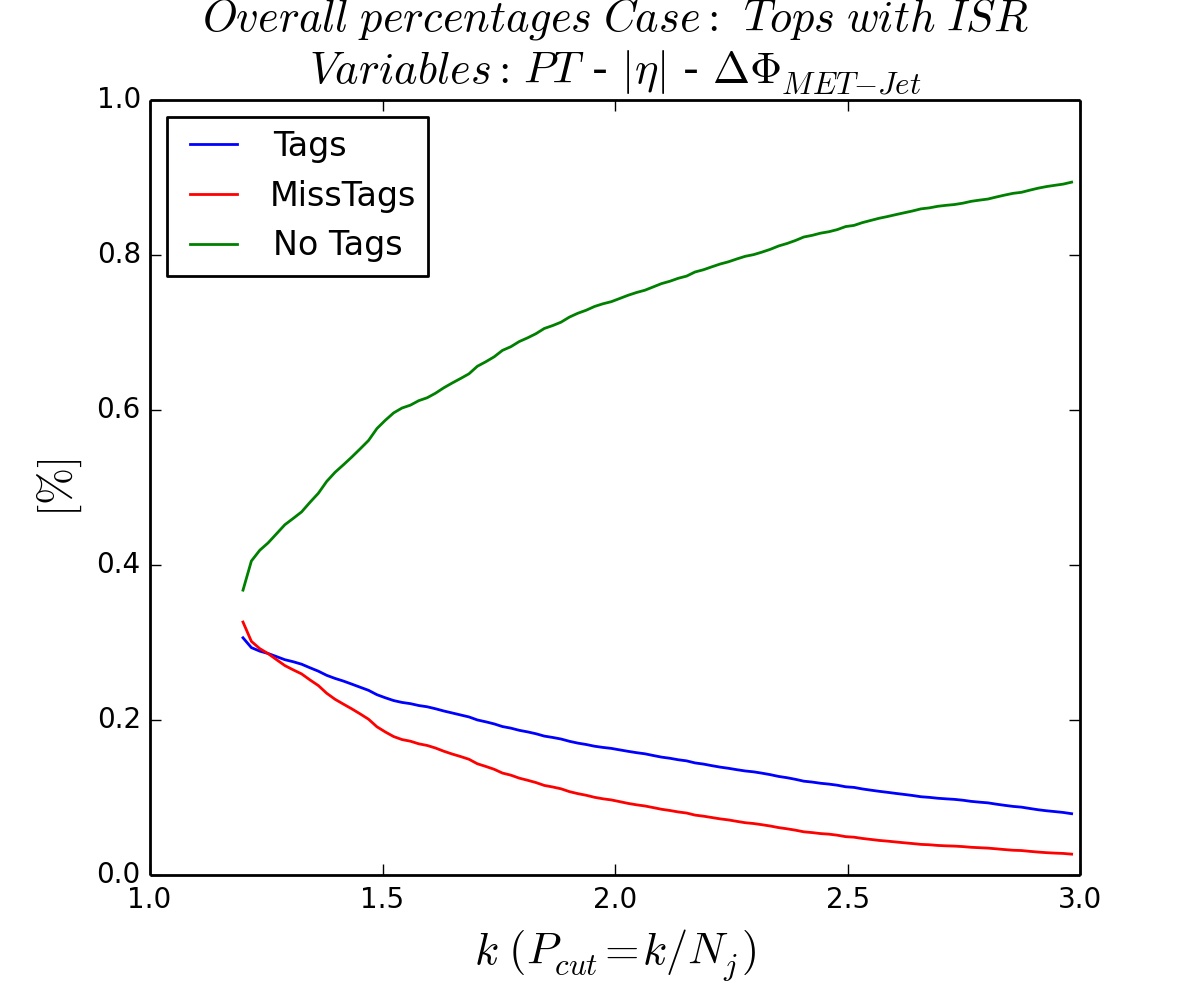 Overall percentages Case: Tops with ISR
Variables: PT - |η| - ΔΦ_{MET−Jet}
1.0
Tags
MissTags
No Tags
0.8
0.6
[%]
0.4
0.2
0.0
1.0 1.5 2.0 2.5 3.0
k (P_{cut}=k/N_j)